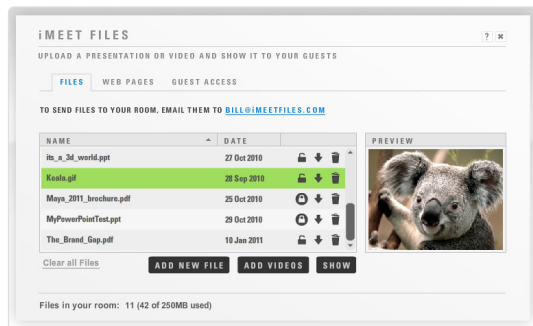 iMEET FILES
? ×
UPLOAD A PRESENTATION OR VIDEO AND SHOW IT TO YOUR GUESTS
FILES WEB PAGES GUEST ACCESS
TO SEND FILES TO YOUR ROOM, EMAIL THEM TO BILL@iMEETFILES.COM
NAME DATE PREVIEW
its_a_3d_world.ppt 27 Oct 2010
Koala.gif 28 Sep 2010
Maya_2011_brochure.pdf 25 Oct 2010
MyPowerPointTest.ppt 29 Oct 2010
The_Brand_Gap.pdf 10 Jan 2011
Clear all Files ADD NEW FILE ADD VIDEOS SHOW
Files in your room: 11 (42 of 250MB used)